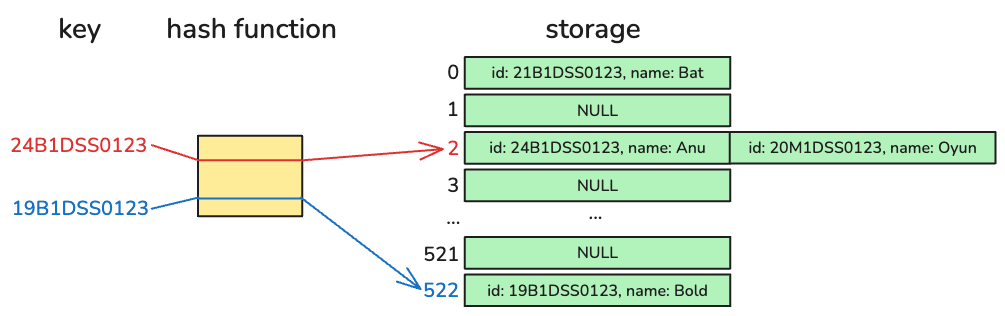 key hash function storage
0 id: 21B1DSS0123, name: Bat
1 NULL
24B1DSS0123 2 id: 24B1DSS0123, name: Anu id: 20M1DSS0123, name: Oyun
3 NULL
19B1DSS0123
... ...
521 NULL
522 id: 19B1DSS0123, name: Bold